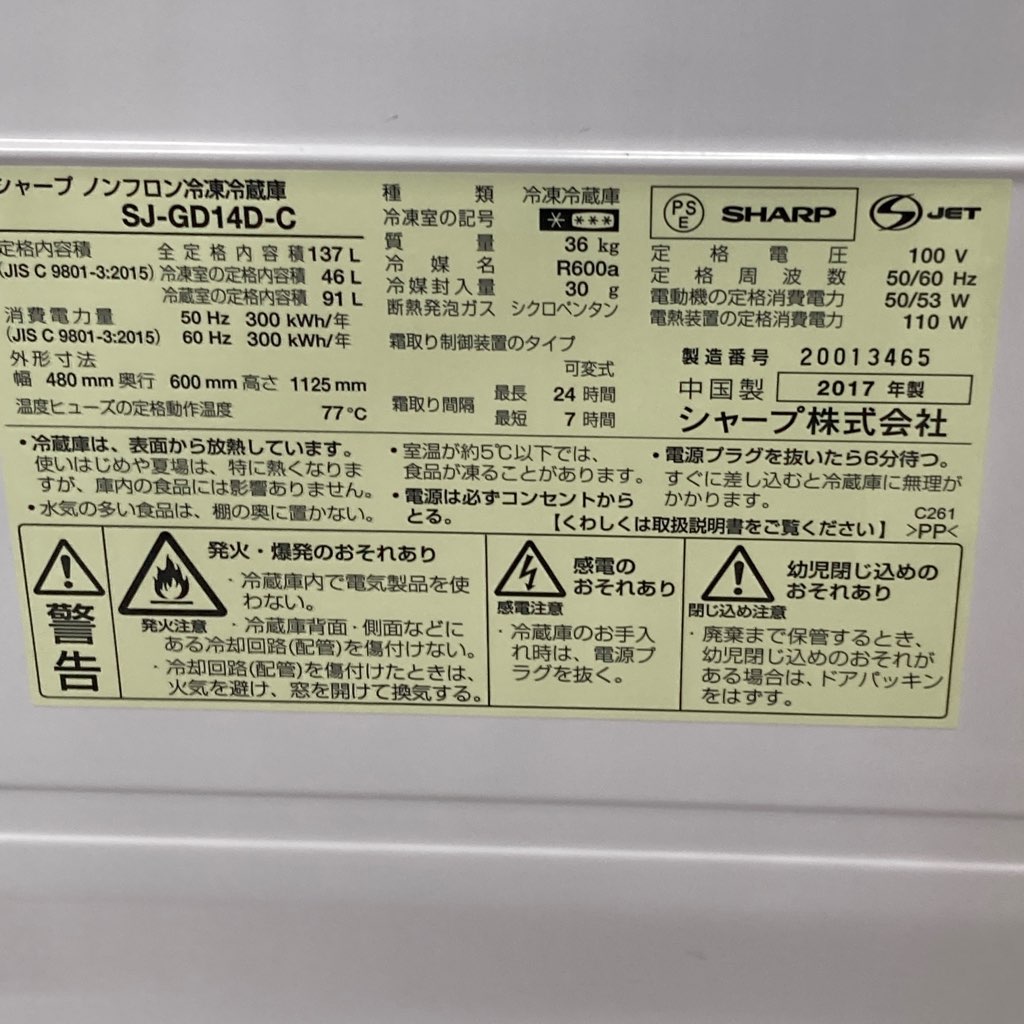 シャープ ノンフロン冷凍冷蔵庫
SJ-GD14D-C
定格内容積 全定格内容積 137 L
(JIS C 9801-3:2015) 冷凍室の定格内容積 46 L
冷蔵室の定格内容積 91 L
消費電力量 50 Hz 300 kWh/年
(JIS C 9801-3:2015) 60 Hz 300 kWh/年
外形寸法
幅 480 mm 奥行 600 mm 高さ 1125 mm
温度ヒューズの定格動作温度 77℃
種類 冷凍冷蔵庫
冷凍室の記号 * ***
質量 36 kg
冷媒名 R600a
冷媒封入量 30 g
断熱発泡ガス シクロペンタン
霜取り制御装置のタイプ
可変式
霜取り間隔 最長 24 時間
最短 7 時間
PSE SHARP JET
定格電圧 100 V
定格周波数 50/60 Hz
電動機の定格消費電力 50/53 W
電熱装置の定格消費電力 110 W
製造番号 20013465
中国製 2017 年製
シャープ株式会社
・冷蔵庫は、表面から放熱しています。
使いはじめや夏場は、特に熱くなりま
すが、庫内の食品には影響ありません。
・水気の多い食品は、棚の奥に置かない。
・室温が約5℃以下では、
食品が凍ることがあります。
・電源は必ずコンセントから
とる。
・電源プラグを抜いたら6分待つ。
すぐに差し込むと冷蔵庫に無理が
かかります。
C261
【くわしくは取扱説明書をご覧ください】 >PP<
警告
発火・爆発のおそれあり
発火注意
・冷蔵庫内で電気製品を使
わない。
・冷蔵庫背面・側面などに
ある冷却回路(配管)を傷付けない。
・冷却回路(配管)を傷付けたときは、
火気を避け、窓を開けて換気する。
感電の
おそれあり
感電注意
・冷蔵庫のお手入
れ時は、電源プ
ラグを抜く。
幼児閉じ込めの
おそれあり
閉じ込め注意
・廃棄まで保管するとき、
幼児閉じ込めのおそれが
ある場合は、ドアパッキン
をはずす。